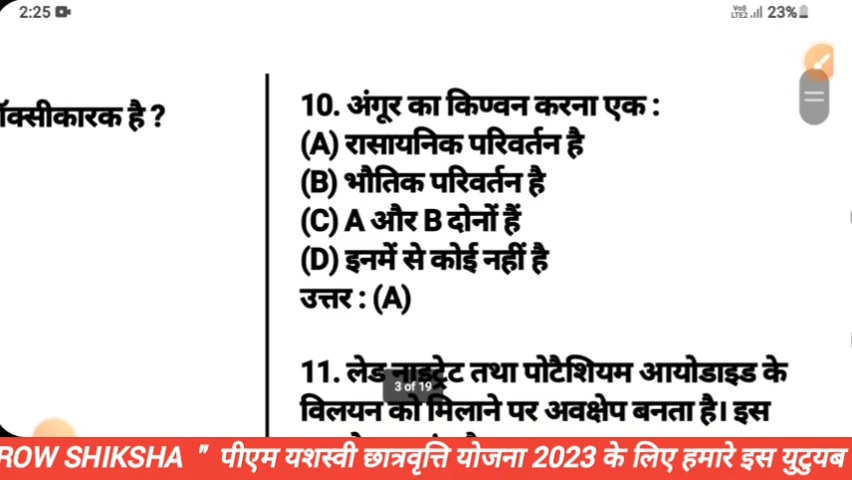 2:25
VoD LTE2 23%
ॉक्सीकारक है ?
10. अंगूर का किण्वन करना एक :
(A) रासायनिक परिवर्तन है
(B) भौतिक परिवर्तन है
(C) A और B दोनों हैं
(D) इनमें से कोई नहीं है
उत्तर : (A)
11. लेड नाइट्रेट तथा पोटैशियम आयोडाइड के
3 of 19
विलयन को मिलाने पर अवक्षेप बनता है। इस
ROW SHIKSHA " पीएम यशस्वी छात्रवृत्ति योजना 2023 के लिए हमारे इस युटुयब